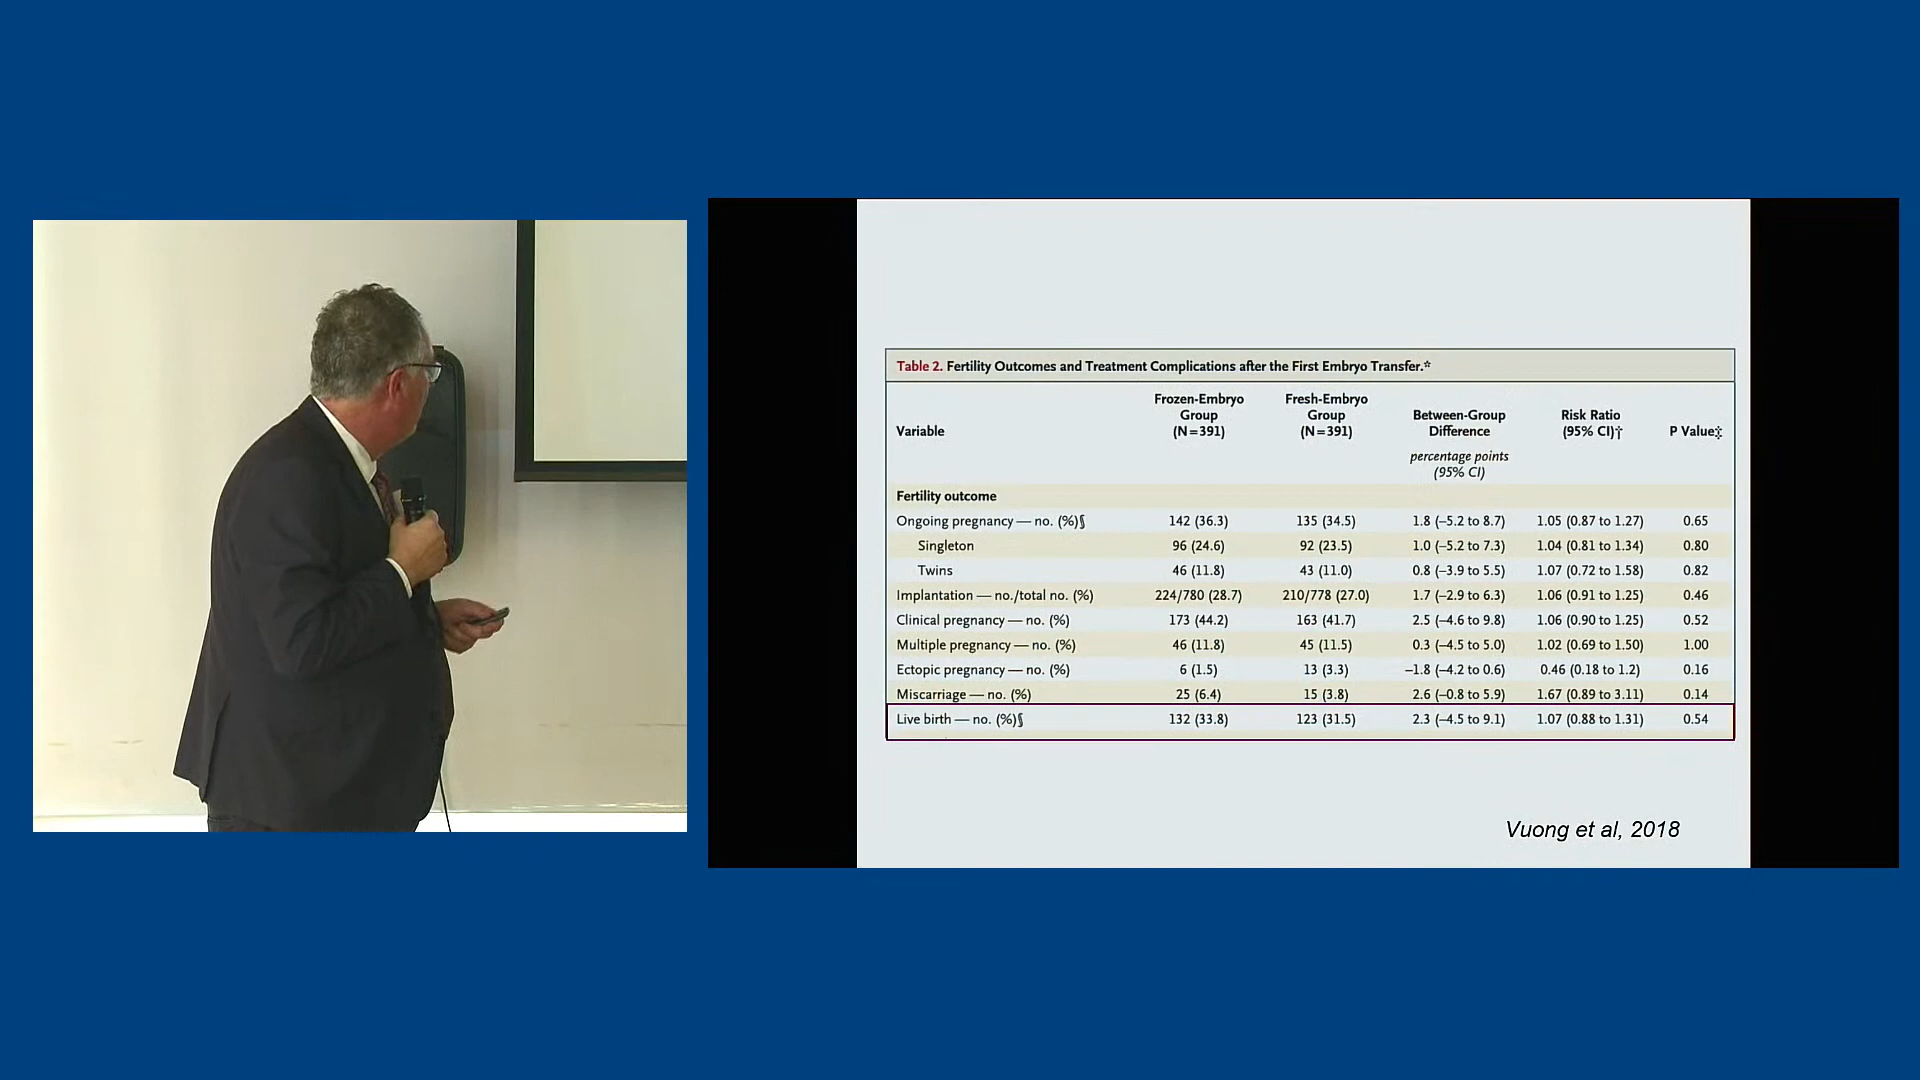 Table 2. Fertility Outcomes and Treatment Complications after the First Embryo Transfer.*
Variable Frozen-Embryo Group (N=391) Fresh-Embryo Group (N=391) Between-Group Difference Risk Ratio (95% CI)† P Value‡
percentage points (95% CI)
Fertility outcome
Ongoing pregnancy — no. (%)§ 142 (36.3) 135 (34.5) 1.8 (–5.2 to 8.7) 1.05 (0.87 to 1.27) 0.65
Singleton 96 (24.6) 92 (23.5) 1.0 (–5.2 to 7.3) 1.04 (0.81 to 1.34) 0.80
Twins 46 (11.8) 43 (11.0) 0.8 (–3.9 to 5.5) 1.07 (0.72 to 1.58) 0.82
Implantation — no./total no. (%) 224/780 (28.7) 210/778 (27.0) 1.7 (–2.9 to 6.3) 1.06 (0.91 to 1.25) 0.46
Clinical pregnancy — no. (%) 173 (44.2) 163 (41.7) 2.5 (–4.6 to 9.8) 1.06 (0.90 to 1.25) 0.52
Multiple pregnancy — no. (%) 46 (11.8) 45 (11.5) 0.3 (–4.5 to 5.0) 1.02 (0.69 to 1.50) 1.00
Ectopic pregnancy — no. (%) 6 (1.5) 13 (3.3) –1.8 (–4.2 to 0.6) 0.46 (0.18 to 1.2) 0.16
Miscarriage — no. (%) 25 (6.4) 15 (3.8) 2.6 (–0.8 to 5.9) 1.67 (0.89 to 3.11) 0.14
Live birth — no. (%)§ 132 (33.8) 123 (31.5) 2.3 (–4.5 to 9.1) 1.07 (0.88 to 1.31) 0.54
Vuong et al, 2018